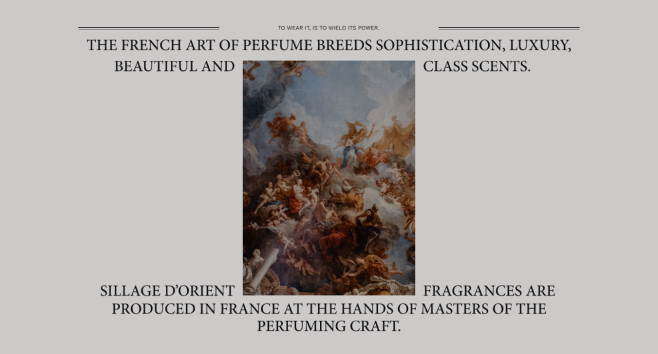 TO WEAR IT, IS TO WIELD ITS POWER.
THE FRENCH ART OF PERFUME BREEDS SOPHISTICATION, LUXURY,
BEAUTIFUL AND CLASS SCENTS.
SILLAGE D'ORIENT FRAGRANCES ARE
PRODUCED IN FRANCE AT THE HANDS OF MASTERS OF THE
PERFUMING CRAFT.